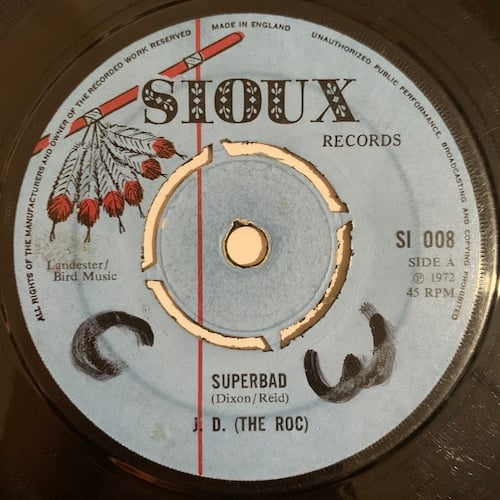 ALL RIGHTS OF THE MANUFACTURERS AND OWNER OF THE RECORDED WORK RESERVED
MADE IN ENGLAND
UNAUTHORIZED PUBLIC PERFORMANCE, BROADCASTING AND COPYING PROHIBITED
SIOUX
RECORDS
SI 008
SIDE A
℗ 1972
45 RPM
Landester/
Bird Music
C W
SUPERBAD
(Dixon/Reid)
J. D. (THE ROC)